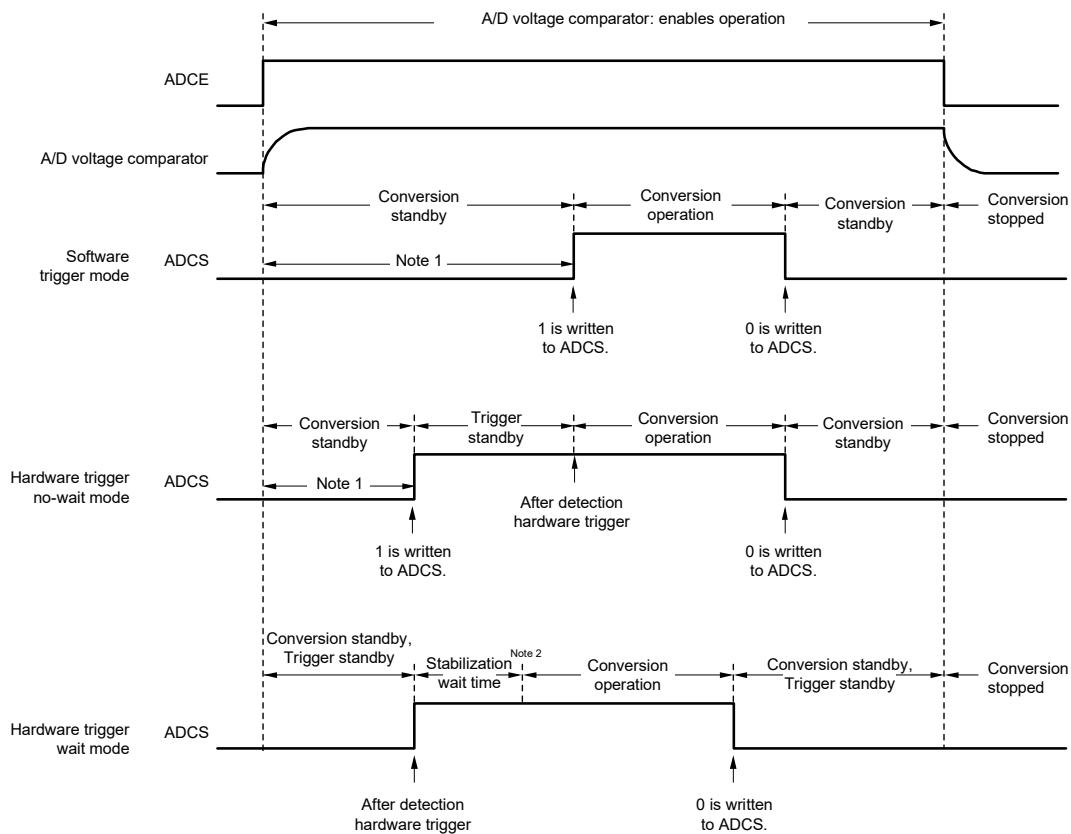 A/D voltage comparator: enables operation
ADCE
A/D voltage comparator
Conversion
standby
Conversion
operation
Conversion
standby
Conversion
stopped
Software
trigger mode
ADCS
Note 1
1 is written
to ADCS.
0 is written
to ADCS.
Conversion
standby
Trigger
standby
Conversion
operation
Conversion
standby
Conversion
stopped
Hardware trigger
no-wait mode
ADCS
Note 1
After detection
hardware trigger
1 is written
to ADCS.
0 is written
to ADCS.
Conversion standby,
Trigger standby
Stabilization
wait time
Note 2
Conversion
operation
Conversion standby,
Trigger standby
Conversion
stopped
Hardware trigger
wait mode
ADCS
After detection
hardware trigger
0 is written
to ADCS.